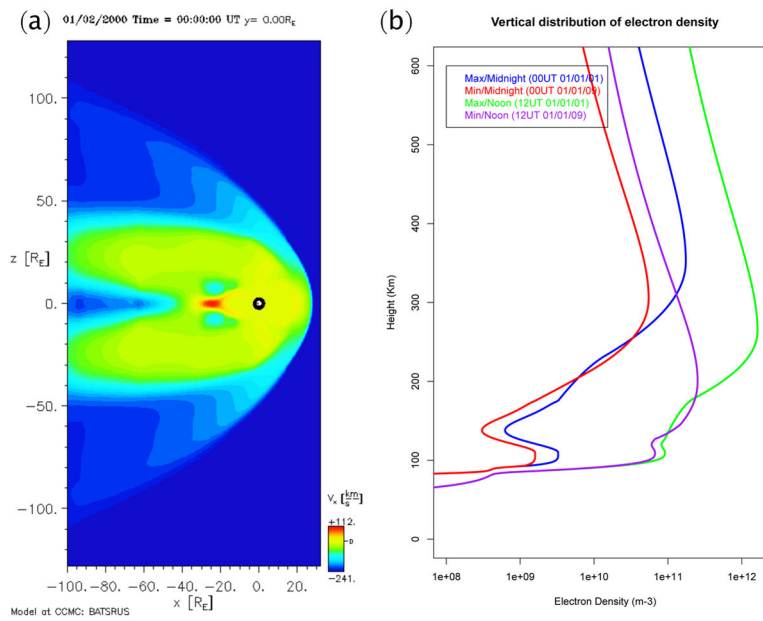 (a)
01/02/2000 Time = 00:00:00 UT y= 0.00R_E
100.
50.
z [R_E]
0.
-50.
-100.
-100. -80. -60. -40. -20. 0. 20.
x [R_E]
V_x [km/s]
+112.
0
-241.
Model at CCMC: BATSRUS
(b)
Vertical distribution of electron density
Max/Midnight (00UT 01/01/01)
Min/Midnight (00UT 01/01/09)
Max/Noon (12UT 01/01/01)
Min/Noon (12UT 01/01/09)
600
500
400
300
200
100
0
Height (Km)
1e+08 1e+09 1e+10 1e+11 1e+12
Electron Density (m-3)